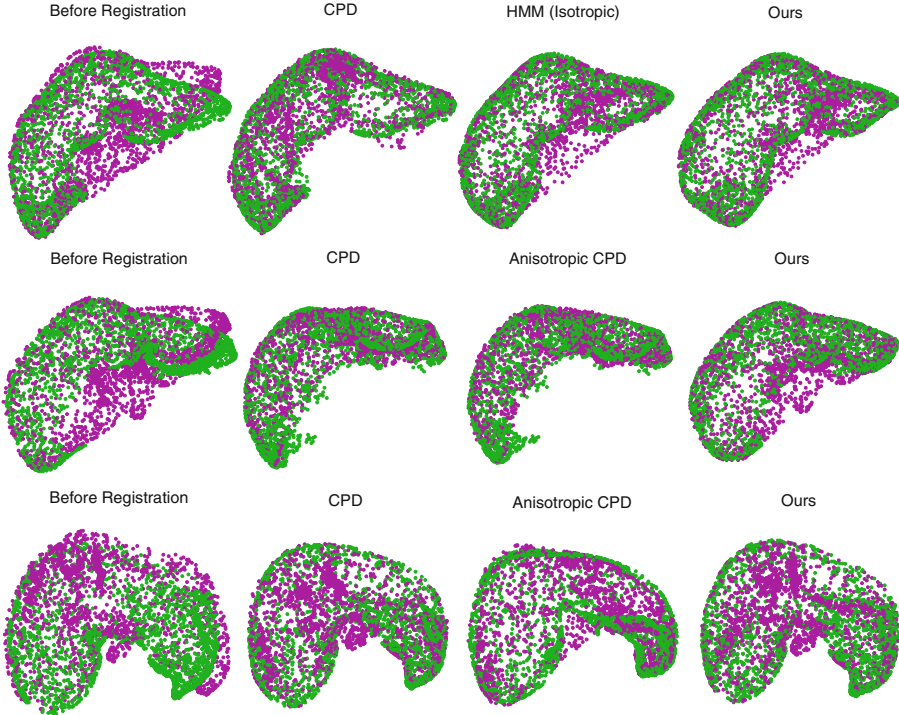 Before Registration
CPD
HMM (Isotropic)
Ours
Before Registration
CPD
Anisotropic CPD
Ours
Before Registration
CPD
Anisotropic CPD
Ours